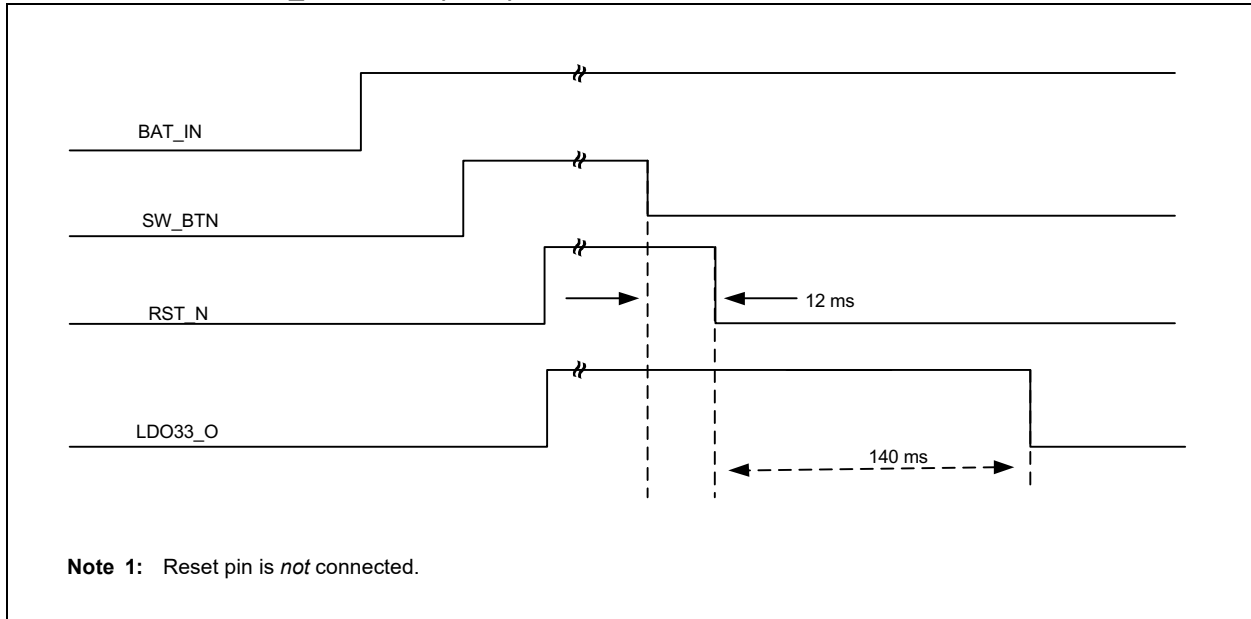 BAT_IN
SW_BTN
12 ms
RST_N
LDO33_O
140 ms
Note 1: Reset pin is not connected.